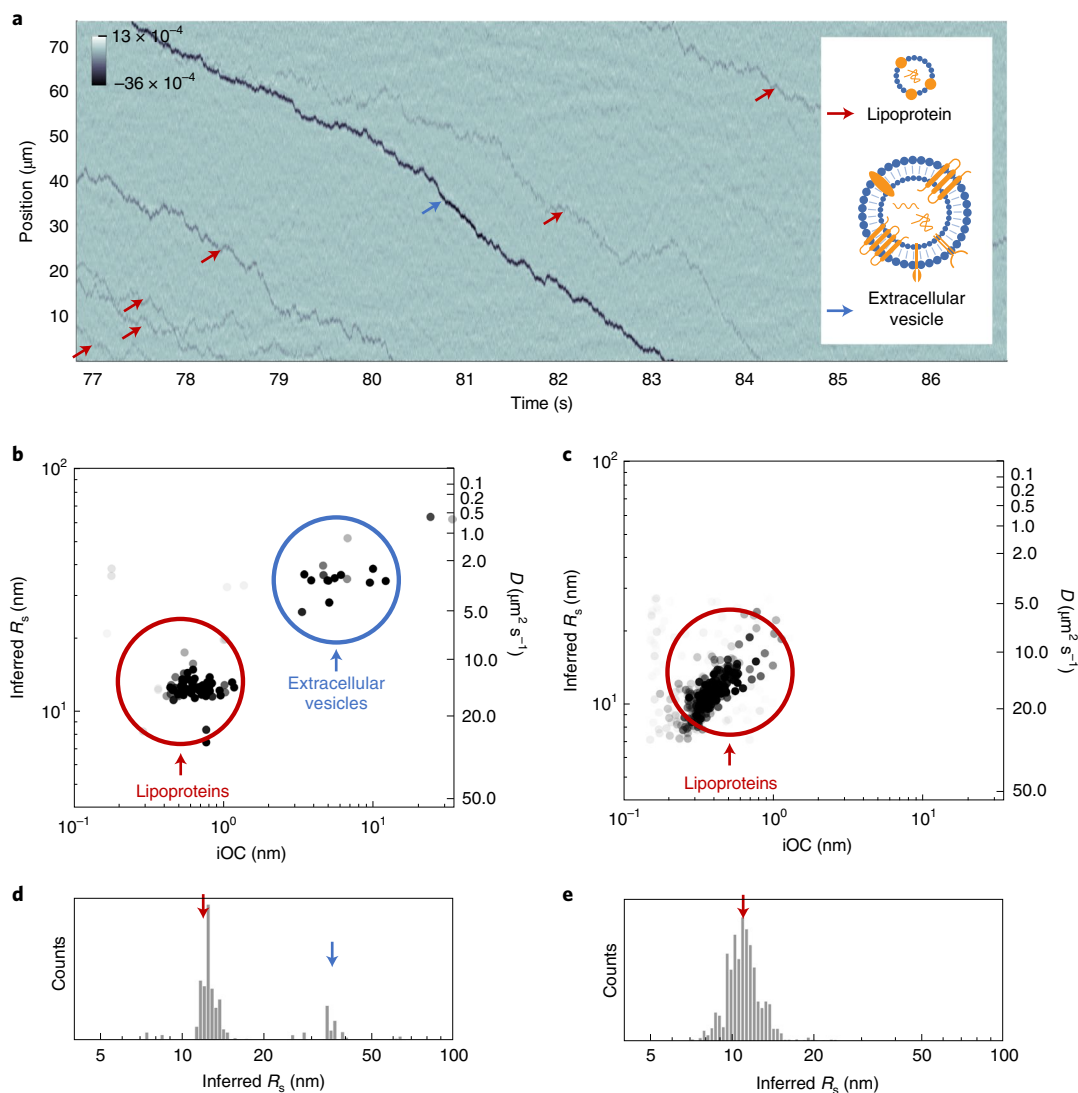 a
13 × 10⁻⁴
−36 × 10⁻⁴
70
60
50
40
30
20
10
Position (μm)
77 78 79 80 81 82 83 84 85 86
Time (s)
Lipoprotein
Extracellular
vesicle
b
10²
10¹
Inferred Rₛ (nm)
0.1
0.2
0.5
1.0
2.0
5.0
10.0
20.0
50.0
D (μm² s⁻¹)
Extracellular
vesicles
Lipoproteins
10⁻¹ 10⁰ 10¹
iOC (nm)
c
10²
10¹
Inferred Rₛ (nm)
0.1
0.2
0.5
1.0
2.0
5.0
10.0
20.0
50.0
D (μm² s⁻¹)
Lipoproteins
10⁻¹ 10⁰ 10¹
iOC (nm)
d
Counts
5 10 20 50 100
Inferred Rₛ (nm)
e
Counts
5 10 20 50 100
Inferred Rₛ (nm)